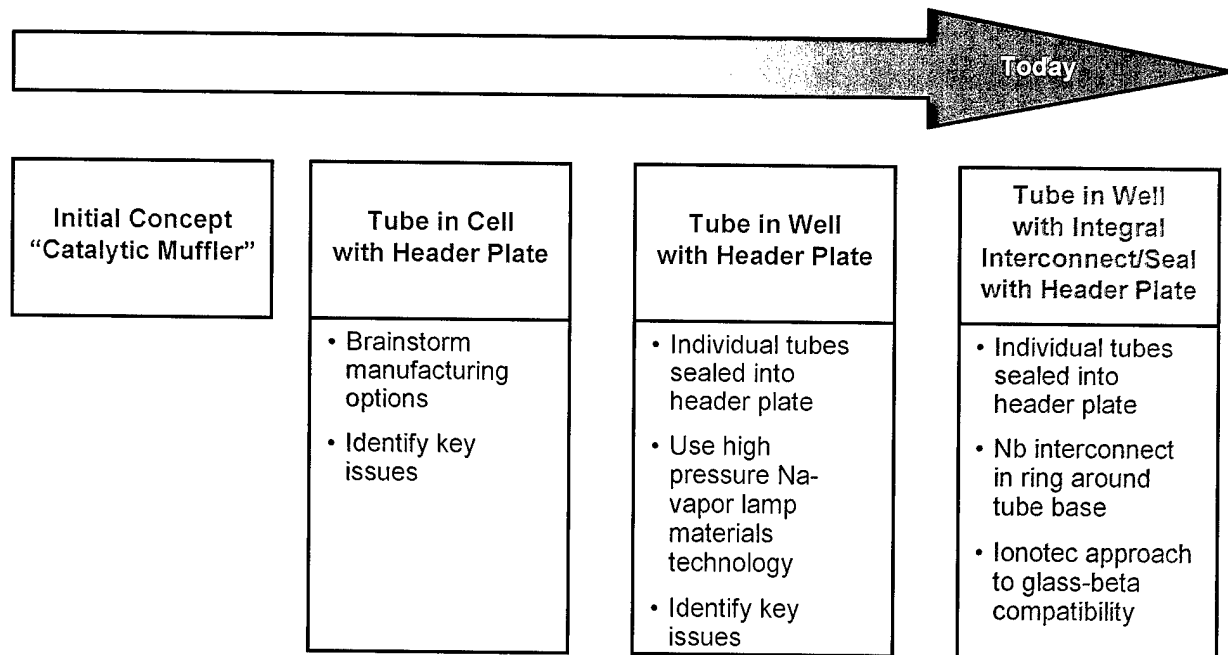 Today
Initial Concept
“Catalytic Muffler”
Tube in Cell
with Header Plate
• Brainstorm
manufacturing
options
• Identify key
issues
Tube in Well
with Header Plate
• Individual tubes
sealed into
header plate
• Use high
pressure Na-
vapor lamp
materials
technology
• Identify key
issues
Tube in Well
with Integral
Interconnect/Seal
with Header Plate
• Individual tubes
sealed into
header plate
• Nb interconnect
in ring around
tube base
• Ionotec approach
to glass-beta
compatibility